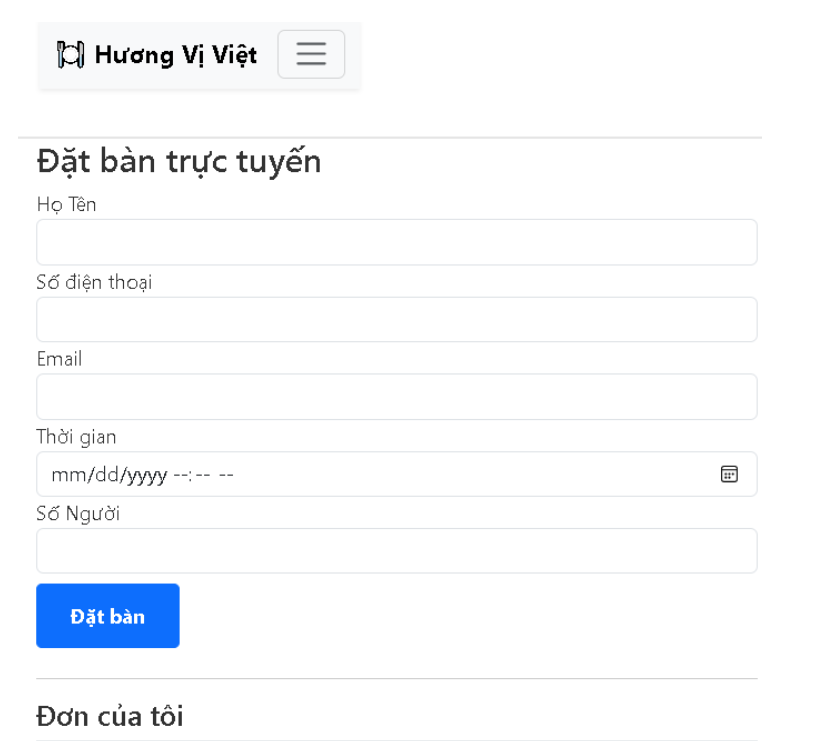 🍽 Hương Vị Việt
Đặt bàn trực tuyến
Họ Tên
Số điện thoại
Email
Thời gian
mm/dd/yyyy --:-- --
Số Người
Đặt bàn
Đơn của tôi